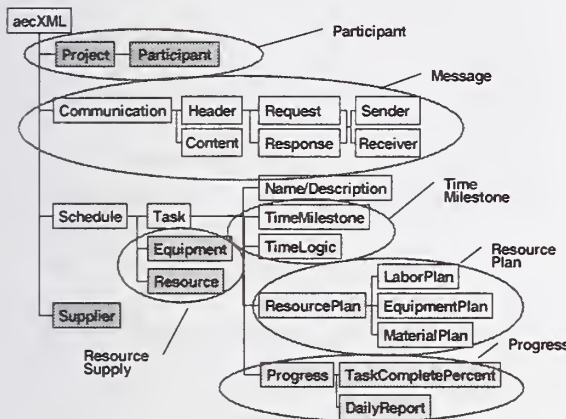 aecXML
Participant
Project
Participant
Message
Communication
Header
Request
Sender
Content
Response
Receiver
Name/Description
Time
Milestone
Schedule
Task
TimeMilestone
Equipment
TimeLogic
Resource
Plan
Resource
LaborPlan
ResourcePlan
EquipmentPlan
Supplier
MaterialPlan
Resource
Supply
Progress
Progress
TaskCompletePercent
DailyReport